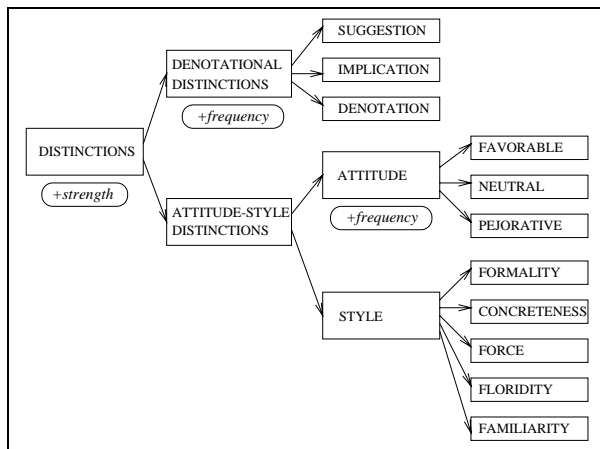 SUGGESTION
DENOTATIONAL
DISTINCTIONS
IMPLICATION
DENOTATION
+frequency
DISTINCTIONS
+strength
ATTITUDE-STYLE
DISTINCTIONS
ATTITUDE
+frequency
FAVORABLE
NEUTRAL
PEJORATIVE
STYLE
FORMALITY
CONCRETENESS
FORCE
FLORIDITY
FAMILIARITY